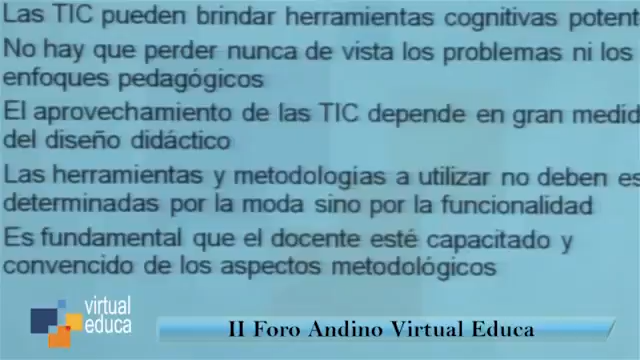 Las TIC pueden brindar herramientas cognitivas
No hay que perder nunca de vista los problemas ni los
enfoques pedagógicos
El aprovechamiento de las TIC depende en gran
del diseño didáctico
Las herramientas y metodologías a utilizar no deben
determinadas por la moda sino por la funcionalidad
Es fundamental que el docente esté capacitado y
convencido de los aspectos metodológicos
virtual
educa
II Foro Andino Virtual Educa